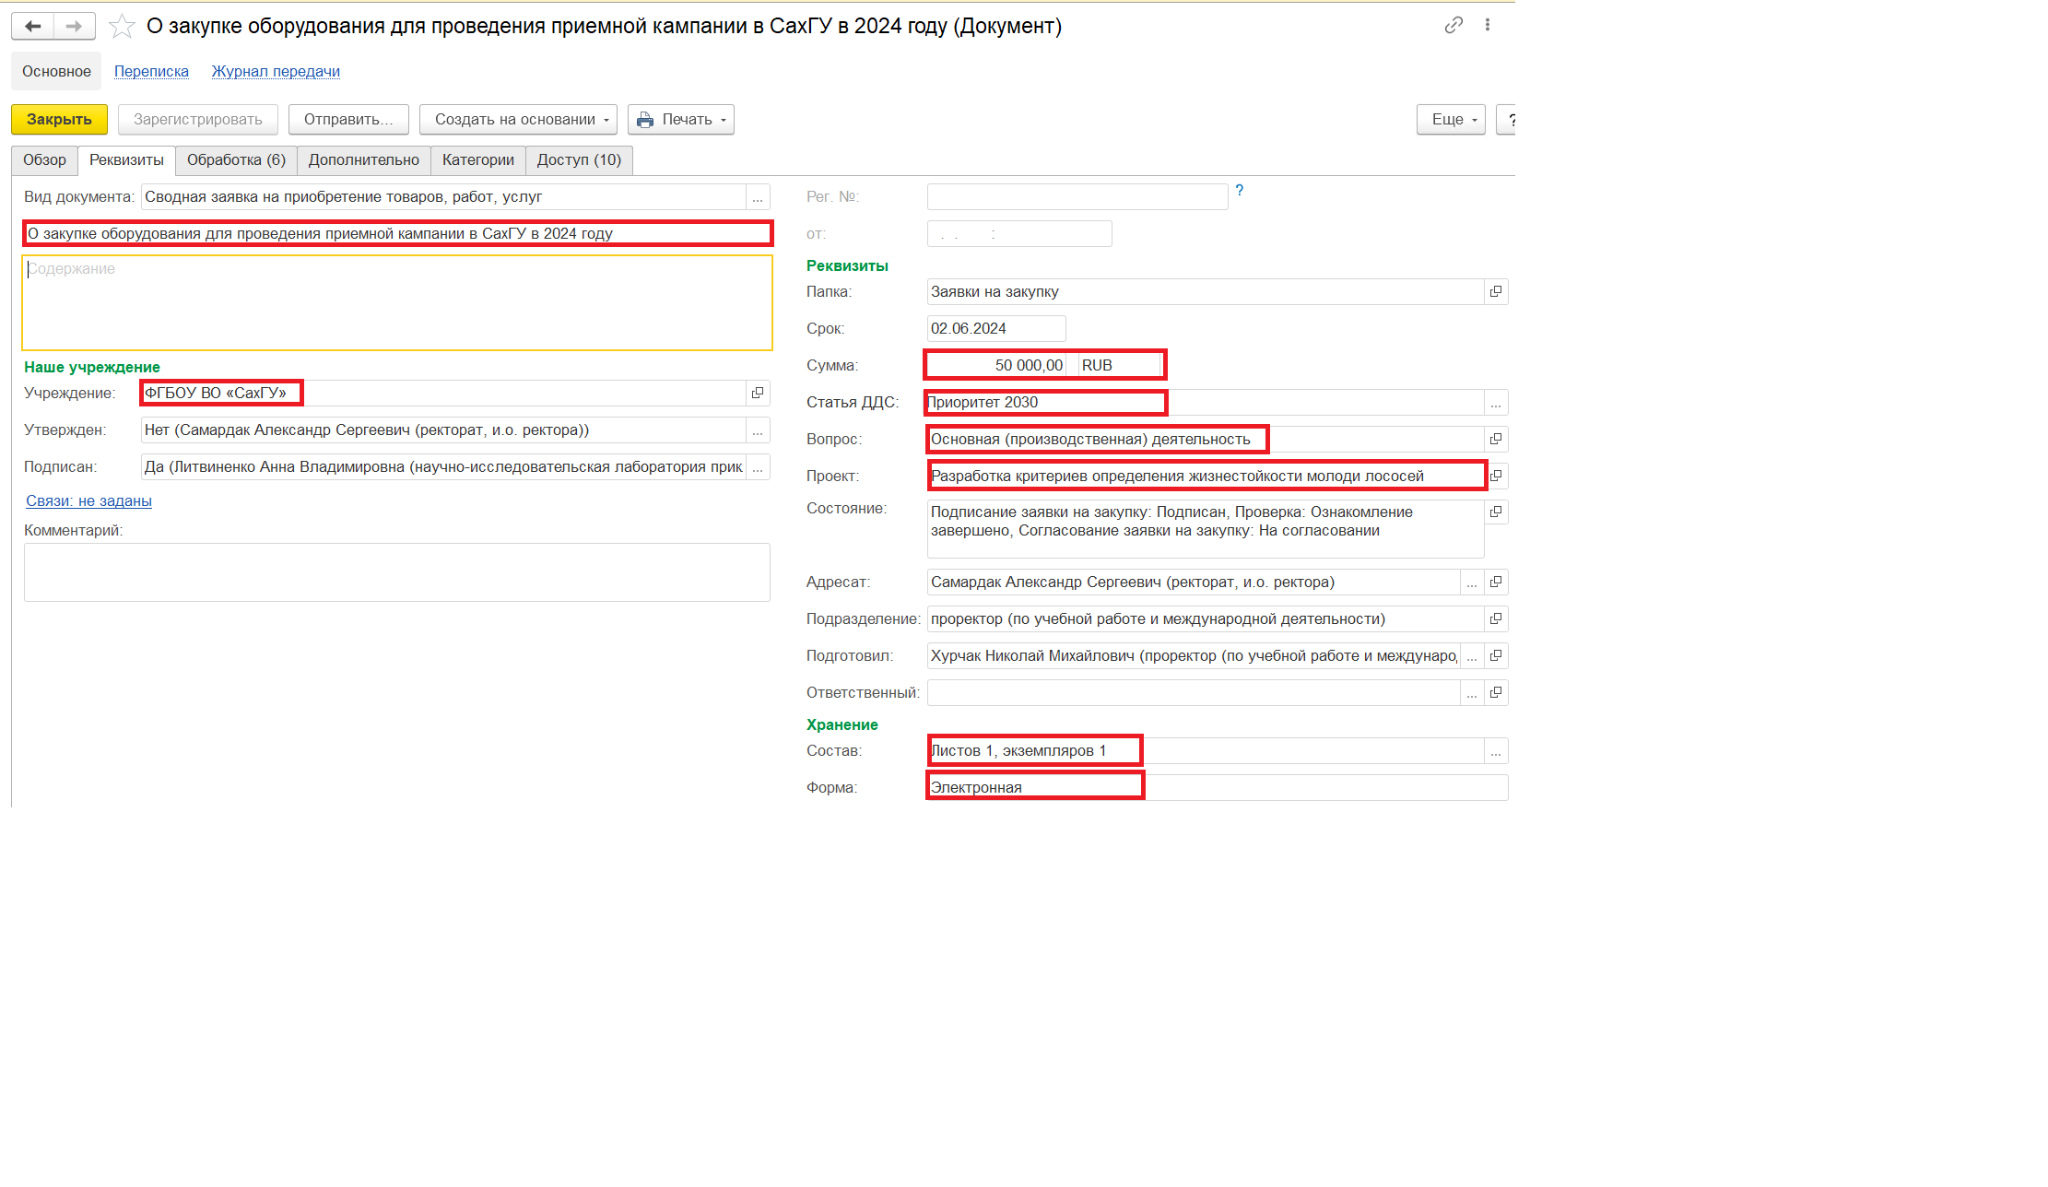 О закупке оборудования для проведения приемной кампании в СахГУ в 2024 году (Документ)
Основное Переписка Журнал передачи
Закрыть Зарегистрировать Отправить... Создать на основании Печать Еще ?
Обзор Реквизиты Обработка (6) Дополнительно Категории Доступ (10)
Вид документа: Сводная заявка на приобретение товаров, работ, услуг ...
О закупке оборудования для проведения приемной кампании в СахГУ в 2024 году
Содержание
Наше учреждение
Учреждение: ФГБОУ ВО «СахГУ»
Утвержден: Нет (Самардак Александр Сергеевич (ректорат, и.о. ректора)) ...
Подписан: Да (Литвиненко Анна Владимировна (научно-исследовательская лаборатория прик ...
Связи: не заданы
Комментарий:
Рег. №: ?
от: . . :
Реквизиты
Папка: Заявки на закупку
Срок: 02.06.2024
Сумма: 50 000,00 RUB
Статья ДДС: Приоритет 2030 ...
Вопрос: Основная (производственная) деятельность
Проект: Разработка критериев определения жизнестойкости молоди лососей
Состояние: Подписание заявки на закупку: Подписан, Проверка: Ознакомление
завершено, Согласование заявки на закупку: На согласовании
Адресат: Самардак Александр Сергеевич (ректорат, и.о. ректора) ...
Подразделение: проректор (по учебной работе и международной деятельности)
Подготовил: Хурчак Николай Михайлович (проректор (по учебной работе и междунаро ...
Ответственный: ...
Хранение
Состав: Листов 1, экземпляров 1 ...
Форма: Электронная